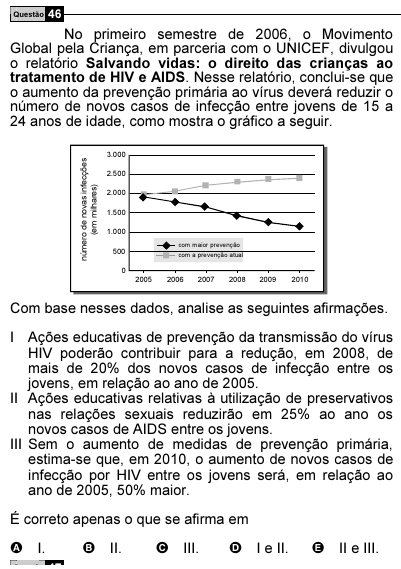 Questão 46
No primeiro semestre de 2006, o Movimento
Global pela Criança, em parceria com o UNICEF, divulgou
o relatório Salvando vidas: o direito das crianças ao
tratamento de HIV e AIDS. Nesse relatório, conclui-se que
o aumento da prevenção primária ao vírus deverá reduzir o
número de novos casos de infecção entre jovens de 15 a
24 anos de idade, como mostra o gráfico a seguir.
número de novas infecções
(em milhares)
3.000
2.500
2.000
1.500
1.000
500
0
com maior prevenção
com a prevenção atual
2005 2006 2007 2008 2009 2010
Com base nesses dados, analise as seguintes afirmações.
I Ações educativas de prevenção da transmissão do vírus
HIV poderão contribuir para a redução, em 2008, de
mais de 20% dos novos casos de infecção entre os
jovens, em relação ao ano de 2005.
II Ações educativas relativas à utilização de preservativos
nas relações sexuais reduzirão em 25% ao ano os
novos casos de AIDS entre os jovens.
III Sem o aumento de medidas de prevenção primária,
estima-se que, em 2010, o aumento de novos casos de
infecção por HIV entre os jovens será, em relação ao
ano de 2005, 50% maior.
É correto apenas o que se afirma em
A I. B II. C III. D I e II. E II e III.